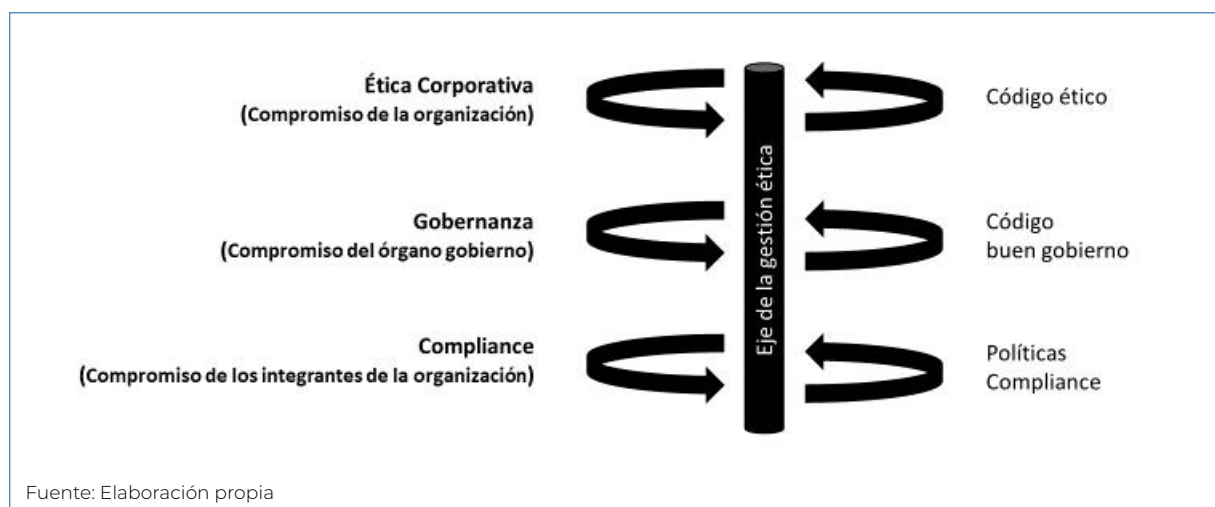 Ética Corporativa
(Compromiso de la organización)
Código ético
Gobernanza
(Compromiso del órgano gobierno)
Código
buen gobierno
Compliance
(Compromiso de los integrantes de la organización)
Políticas
Compliance
Eje de la gestión ética
Fuente: Elaboración propia